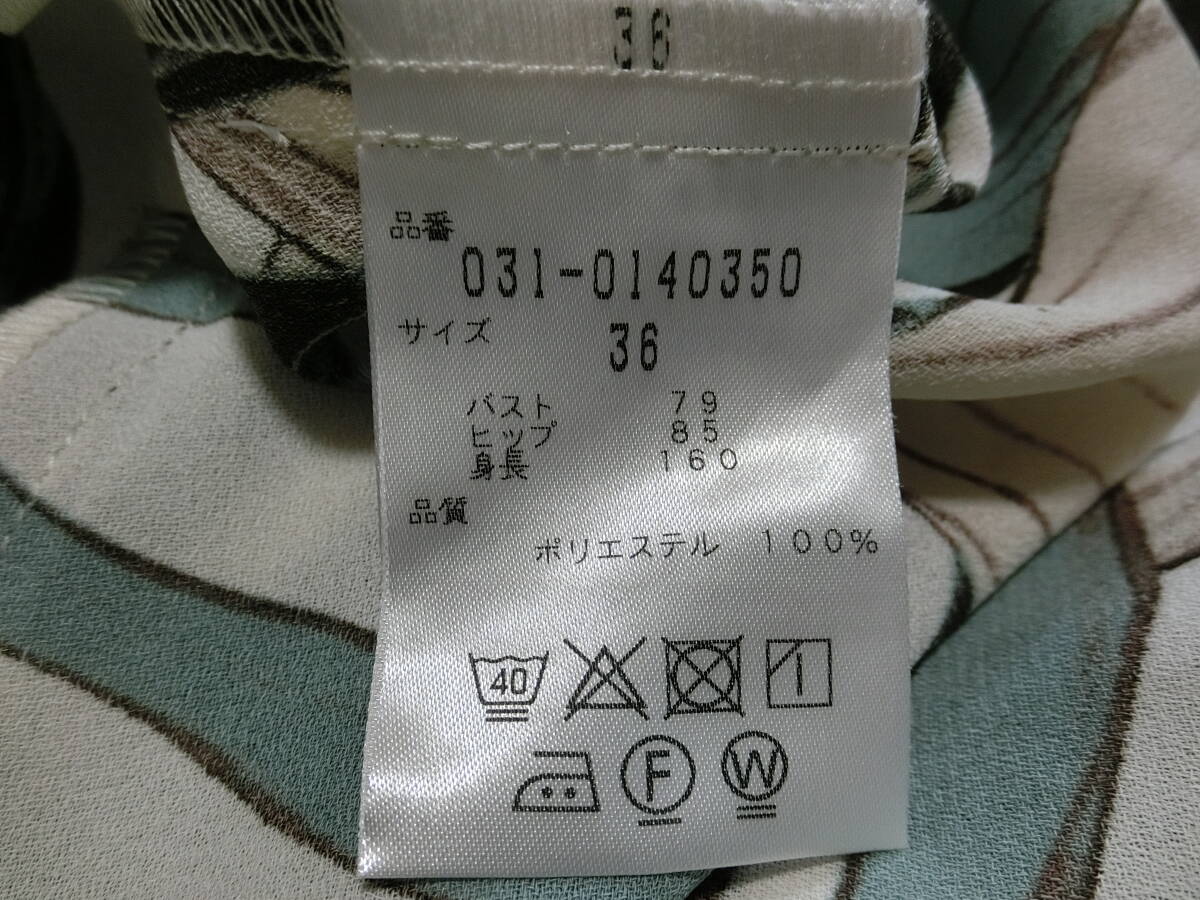 36
品番
031-0140350
サイズ 36
バスト 79
ヒップ 85
身長 160
品質
ポリエステル 100%
40
F W